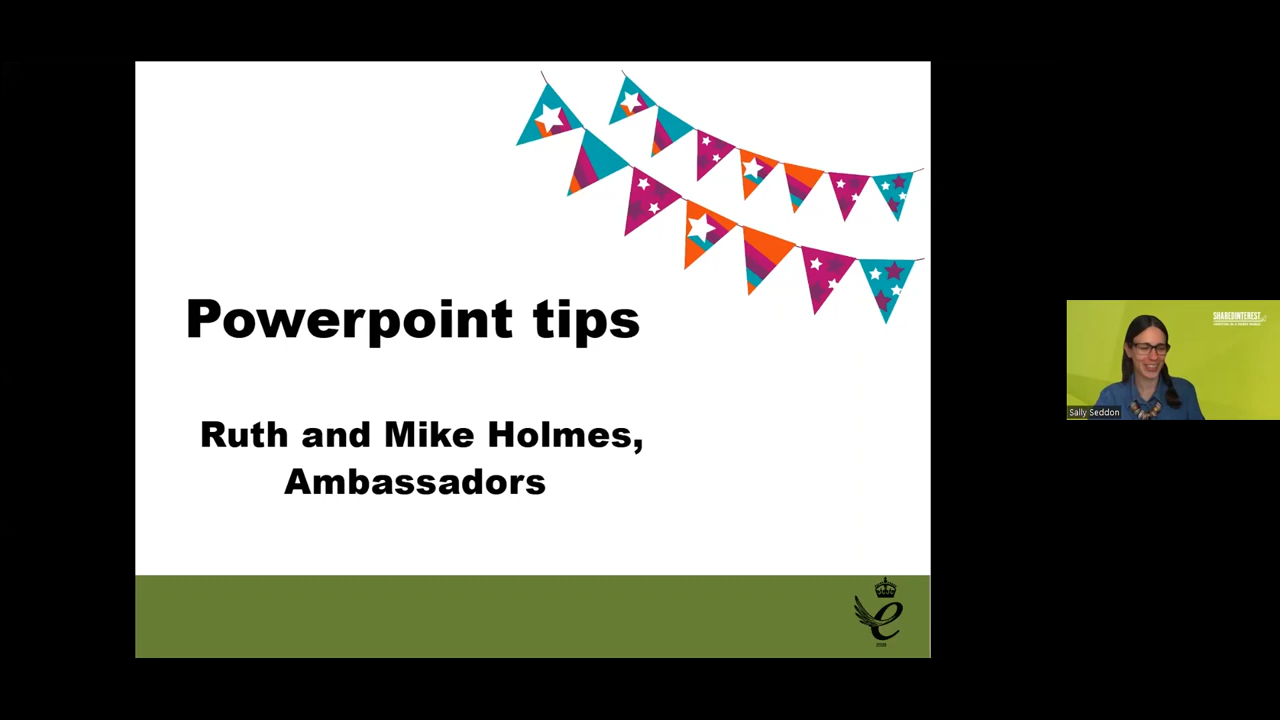 Powerpoint tips
Ruth and Mike Holmes,
Ambassadors
SHAREDINTEREST
Sally Seddon